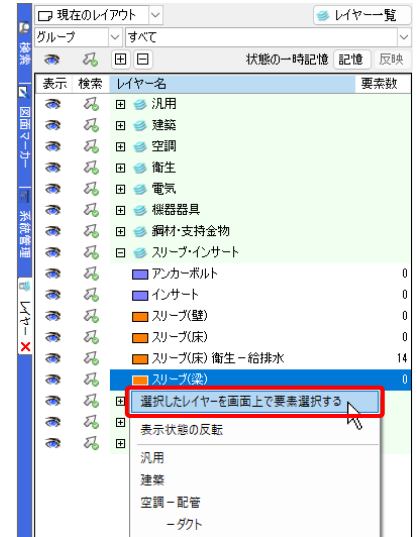 現在のレイアウト
レイヤー一覧
グループ
すべて
状態の一時記憶 記憶 反映
表示 検索 レイヤー名 要素数
汎用
建築
空調
衛生
電気
機器器具
鋼材・支持金物
スリーブ・インサート
アンカーボルト 0
インサート 0
スリーブ(壁) 0
スリーブ(床) 0
スリーブ(床) 衛生－給排水 14
スリーブ(梁) 0
選択したレイヤーを画面上で要素選択する
表示状態の反転
汎用
建築
空調－配管
－ダクト
検索
図面マーカー
系統管理
レイヤー